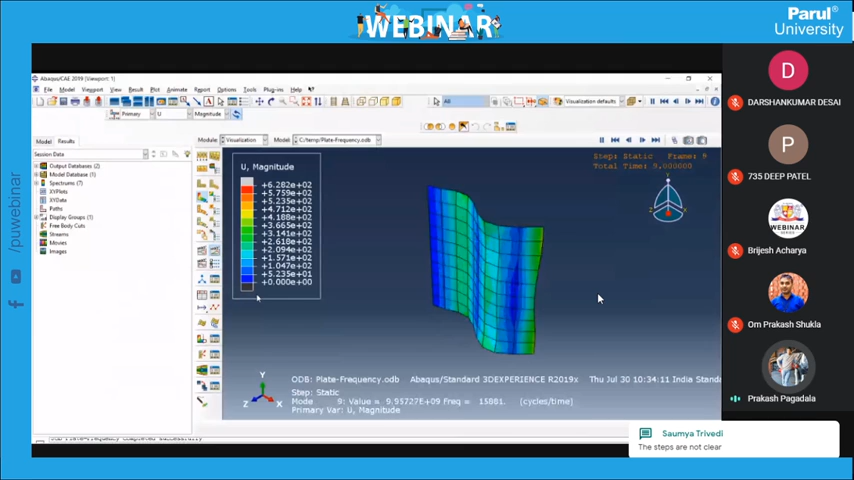 WEBINAR
Parul®
University
Abaqus/CAE 2019 [Viewport: 1]
File Model Viewport View Result Plot Animate Report Options Tools Plug-ins Help
Primary U Magnitude
All
Visualization defaults
Model Results
Module: Visualization Model: C:/temp/Plate-Frequency.odb
Session Data
Output Databases (2)
Model Database (1)
Spectrums (7)
XYPlots
XYData
Paths
Display Groups (1)
Free Body Cuts
Streams
Movies
Images
U, Magnitude
+6.282e+02
+5.759e+02
+5.235e+02
+4.712e+02
+4.188e+02
+3.665e+02
+3.141e+02
+2.618e+02
+2.094e+02
+1.571e+02
+1.047e+02
+5.235e+01
+0.000e+00
Step: Static Frame: 9
Total Time: 9.000000
Y
Z
Y
Z X
ODB: Plate-Frequency.odb Abaqus/Standard 3DEXPERIENCE R2019x Thu Jul 30 10:34:11 India Standa
Step: Static
Mode 9: Value = 9.95727E+09 Freq = 15881. (cycles/time)
Primary Var: U, Magnitude
D
DARSHANKUMAR DESAI
P
735 DEEP PATEL
WEBINAR
Brijesh Acharya
Om Prakash Shukla
Prakash Pagadala
Saumya Trivedi
The steps are not clear
/puwebinar